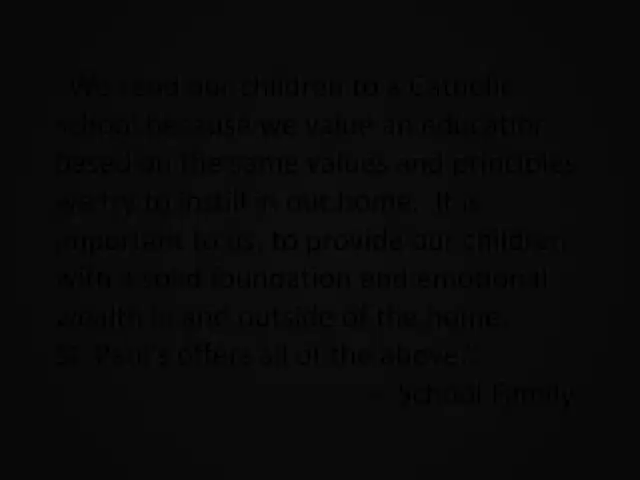 "We send our children to a Catholic
school because we value an education
based on the same values and principles
we try to instill in our home. It is
important to us, to provide our children
with a solid foundation and emotional
wealth in and outside of the home.
St. Paul's offers all of the above."
School Family